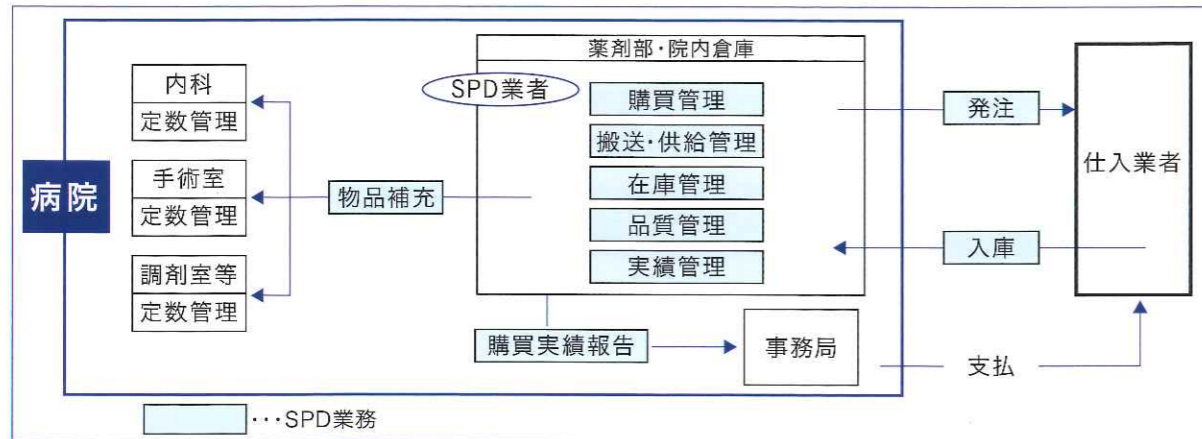 薬剤部・院内倉庫
SPD業者
購買管理
搬送・供給管理
在庫管理
品質管理
実績管理
内科
定数管理
手術室
定数管理
調剤室等
定数管理
病院
物品補充
発注
入庫
仕入業者
購買実績報告
事務局
支払
・・・SPD業務